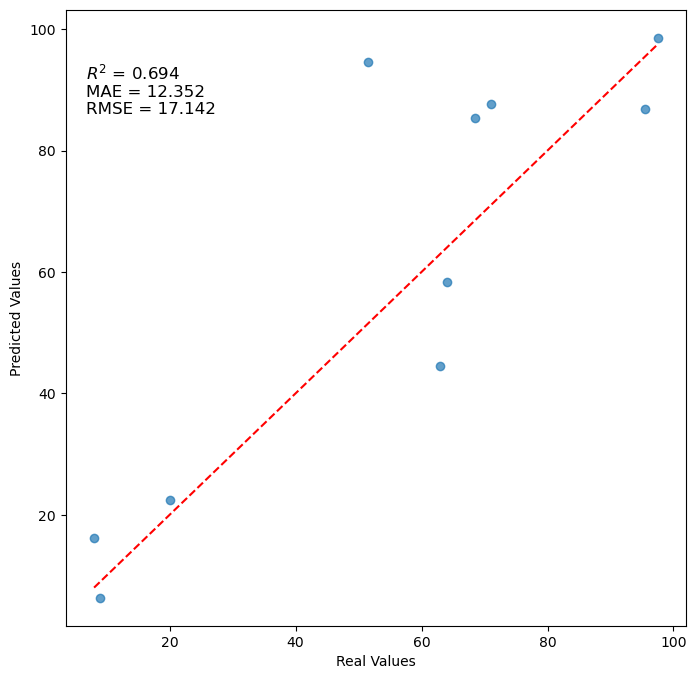 R² = 0.694
MAE = 12.352
RMSE = 17.142
100
80
60
40
20
Predicted Values
20 40 60 80 100
Real Values